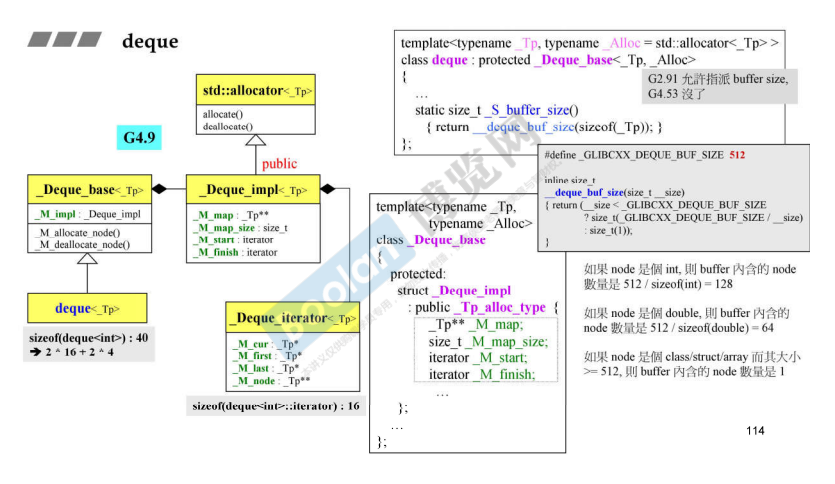 deque
std::allocator<_Tp>
allocate()
deallocate()
G4.9
public
_Deque_base<_Tp>
_M_impl : _Deque_impl
_M_allocate_node()
_M_deallocate_node()
_Deque_impl<_Tp>
_M_map : _Tp**
_M_map_size : size_t
_M_start : iterator
_M_finish : iterator
deque<_Tp>
sizeof(deque<int>) : 40
➔ 2 * 16 + 2 * 4
_Deque_iterator<_Tp>
_M_cur : _Tp*
_M_first : _Tp*
_M_last : _Tp*
_M_node : _Tp**
sizeof(deque<int>::iterator) : 16
template<typename _Tp, typename _Alloc = std::allocator<_Tp> >
class deque : protected _Deque_base<_Tp, _Alloc>
{
…
static size_t _S_buffer_size()
{ return __deque_buf_size(sizeof(_Tp)); }
};
G2.91 允許指派 buffer size,
G4.53 沒了
#define _GLIBCXX_DEQUE_BUF_SIZE 512
inline size_t
__deque_buf_size(size_t __size)
{ return (__size < _GLIBCXX_DEQUE_BUF_SIZE
? size_t(_GLIBCXX_DEQUE_BUF_SIZE / __size)
: size_t(1));
}
template<typename _Tp,
typename _Alloc>
class _Deque_base
{
protected:
struct _Deque_impl
: public _Tp_alloc_type {
_Tp** _M_map;
size_t _M_map_size;
iterator _M_start;
iterator _M_finish;
…
};
…
};
如果 node 是個 int, 則 buffer 內含的 node
數量是 512 / sizeof(int) = 128
如果 node 是個 double, 則 buffer 內含的
node 數量是 512 / sizeof(double) = 64
如果 node 是個 class/struct/array 而其大小
>= 512, 則 buffer 內含的 node 數量是 1
boolan 博览网
114